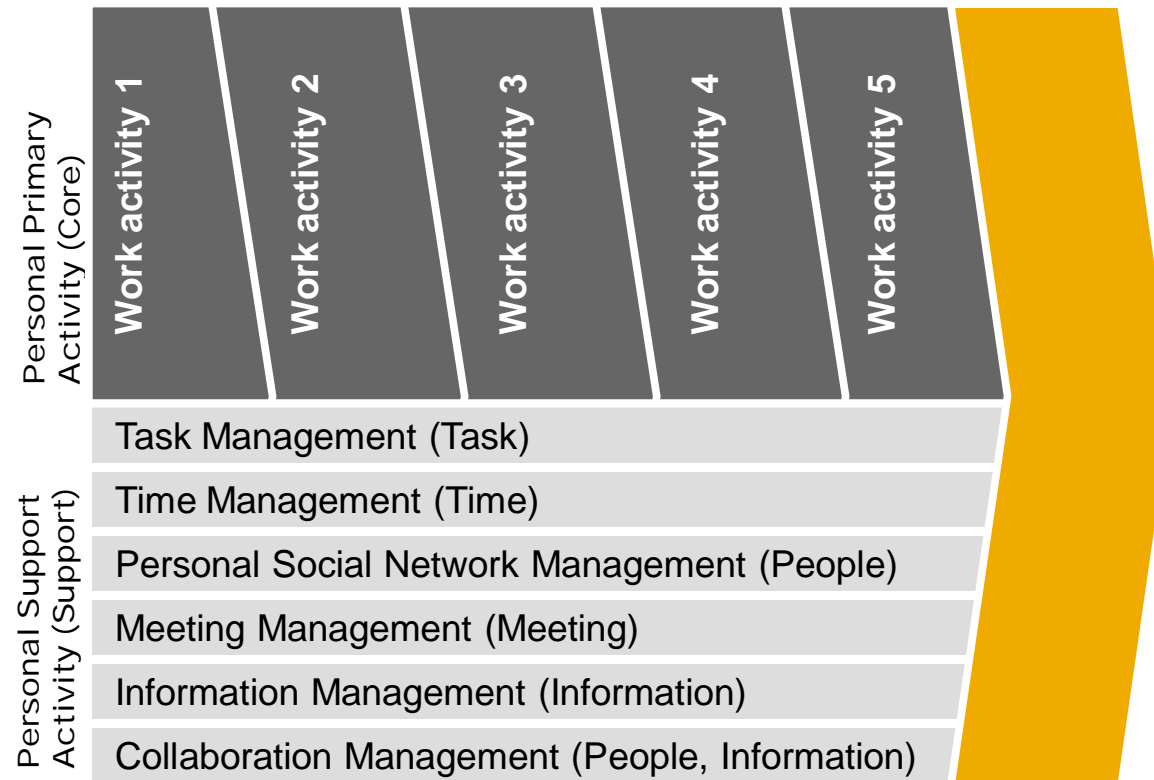 Personal Primary
Activity (Core)
Work activity 1
Work activity 2
Work activity 3
Work activity 4
Work activity 5
Personal Support
Activity (Support)
Task Management (Task)
Time Management (Time)
Personal Social Network Management (People)
Meeting Management (Meeting)
Information Management (Information)
Collaboration Management (People, Information)